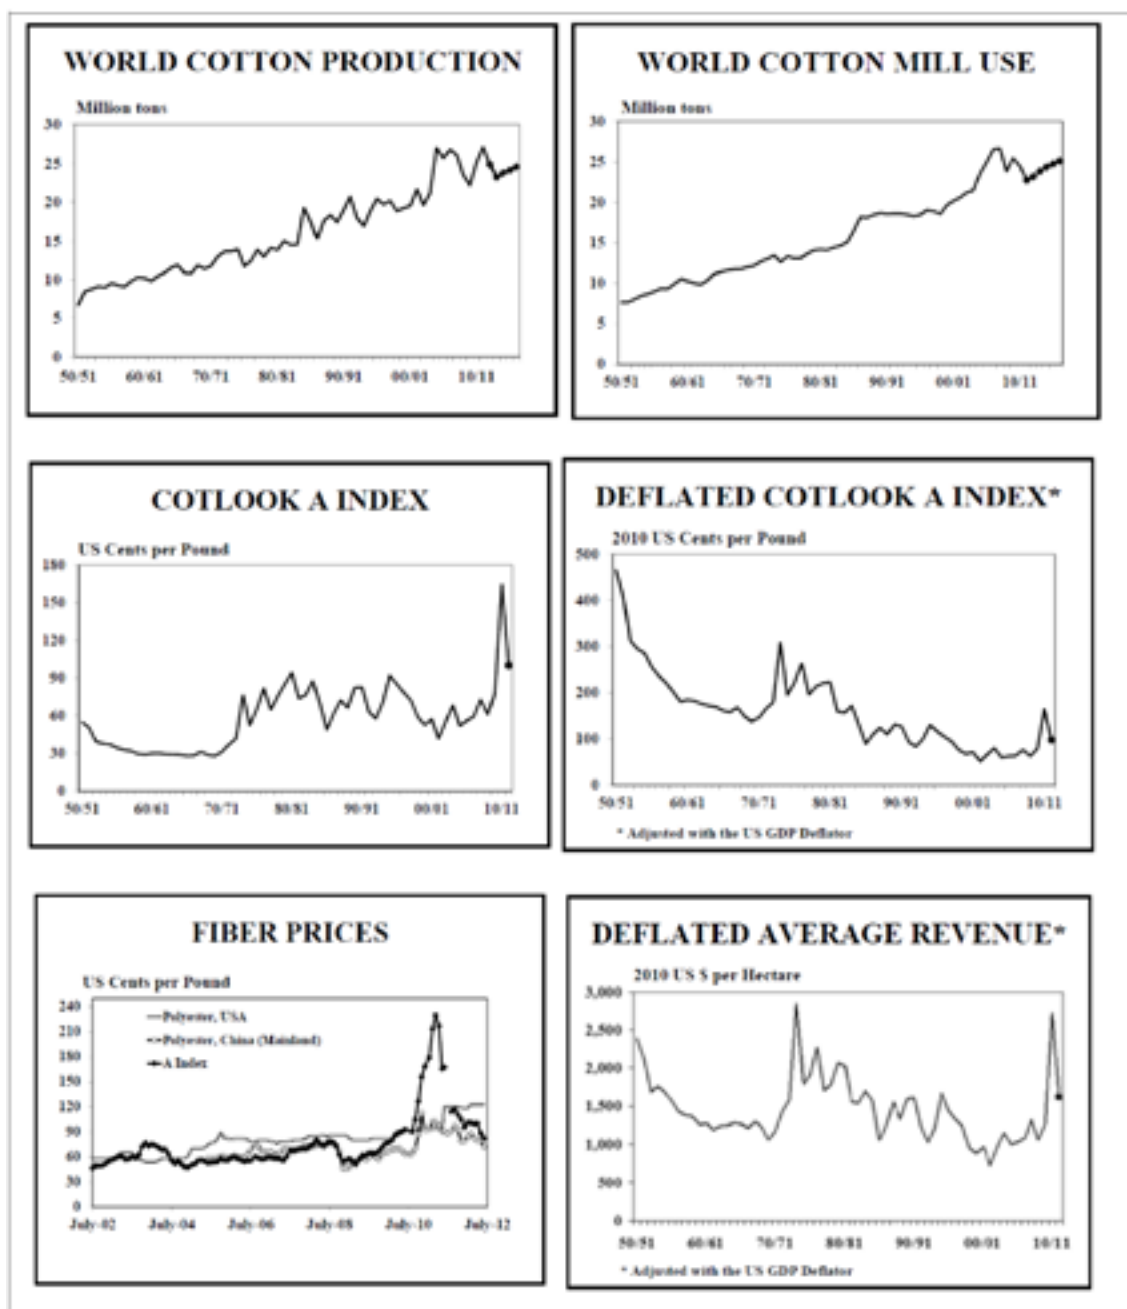 WORLD COTTON PRODUCTION
Million tons
30
25
20
15
10
5
0
50/51 60/61 70/71 80/81 90/91 00/01 10/11
WORLD COTTON MILL USE
Million tons
30
25
20
15
10
5
0
50/51 60/61 70/71 80/81 90/91 00/01 10/11
COTLOOK A INDEX
US Cents per Pound
180
150
120
90
60
30
0
50/51 60/61 70/71 80/81 90/91 00/01 10/11
DEFLATED COTLOOK A INDEX*
2010 US Cents per Pound
500
400
300
200
100
0
50/51 60/61 70/71 80/81 90/91 00/01 10/11
* Adjusted with the US GDP Deflator
FIBER PRICES
US Cents per Pound
240
210
180
150
120
90
60
30
0
Polyester, USA
Polyester, China (Mainland)
A Index
July-02 July-04 July-06 July-08 July-10 July-12
DEFLATED AVERAGE REVENUE*
2010 US $ per Hectare
3,000
2,500
2,000
1,500
1,000
500
0
50/51 60/61 70/71 80/81 90/91 00/01 10/11
* Adjusted with the US GDP Deflator